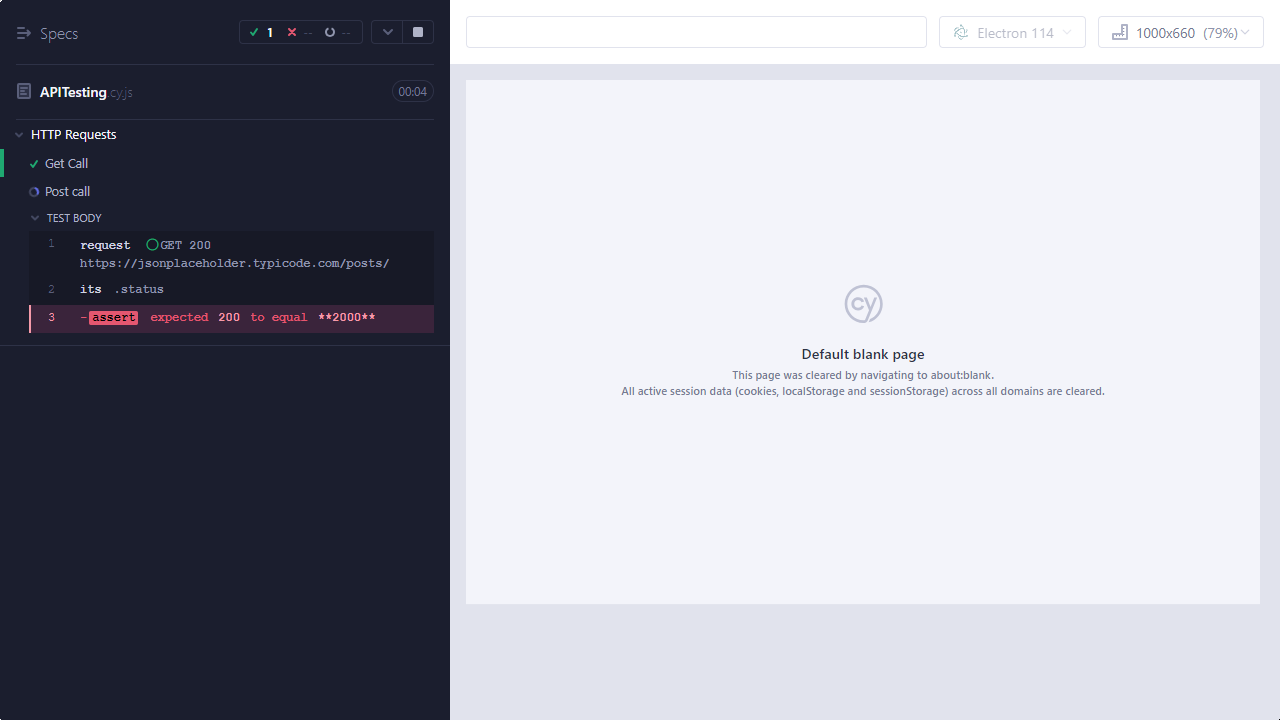 Specs
1 -- --
APITesting.cy.js
00:04
HTTP Requests
Get Call
Post call
TEST BODY
1 request GET 200
https://jsonplaceholder.typicode.com/posts/
2 its .status
3 -assert expected 200 to equal **2000**
Electron 114
1000x660 (79%)
cy
Default blank page
This page was cleared by navigating to about:blank.
All active session data (cookies, localStorage and sessionStorage) across all domains are cleared.